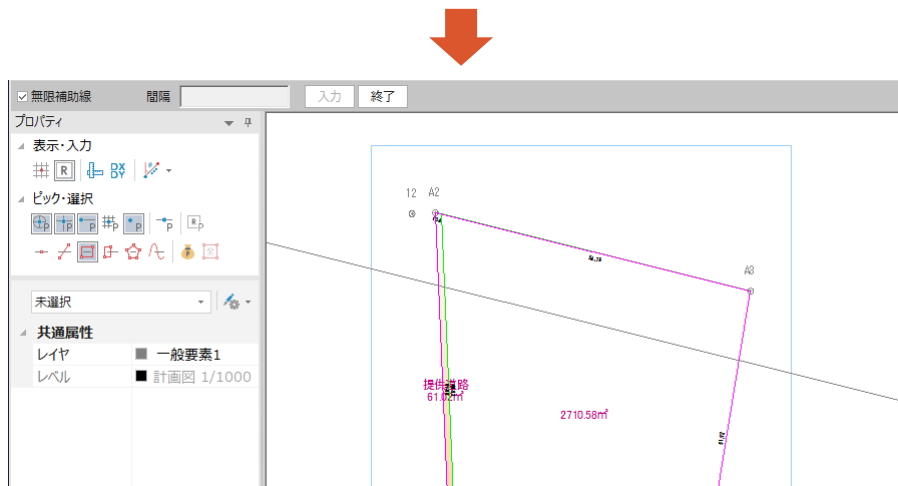 無限補助線 間隔 入力 終了
プロパティ
表示・入力
R DX DY
ピック・選択
P P P P P P R P
P
未選択
共通属性
レイヤ 一般要素1
レベル 計画図 1/1000
12 A2
A3
提供道路
61.02㎡
2710.58㎡